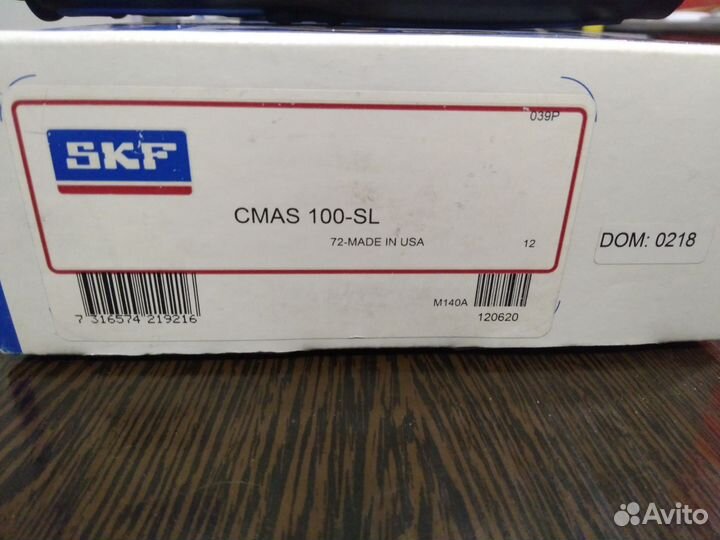 039P
SKF
CMAS 100-SL
72-MADE IN USA
12
DOM: 0218
M140A
7 316574 219216
120620
Avito